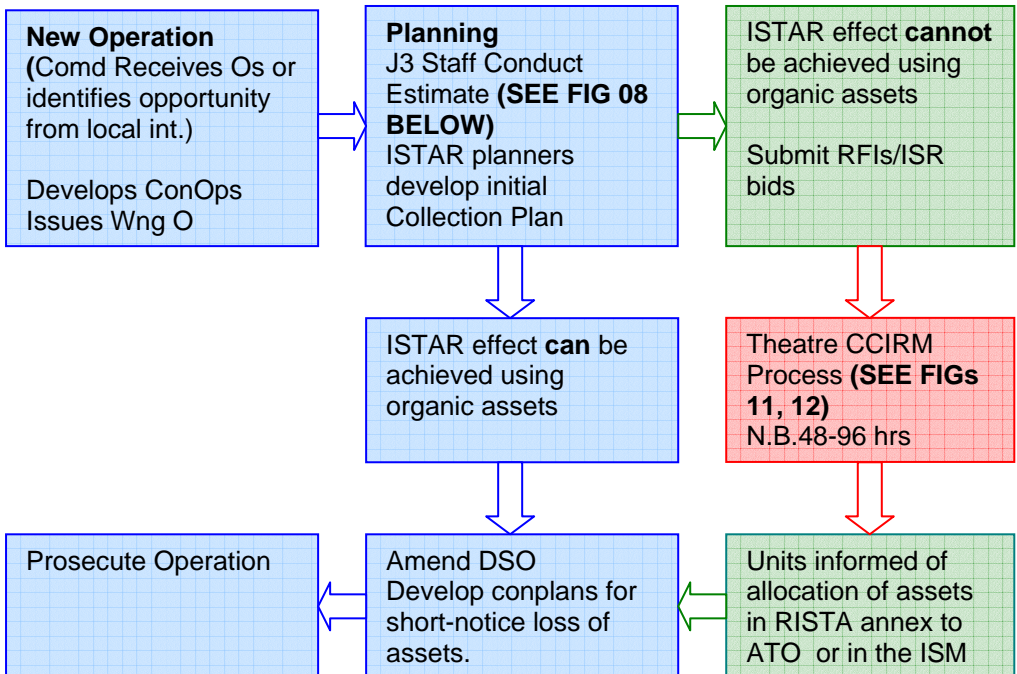 New Operation
(Comd Receives Os or
identifies opportunity
from local int.)
Develops ConOps
Issues Wng O
Planning
J3 Staff Conduct
Estimate (SEE FIG 08
BELOW)
ISTAR planners
develop initial
Collection Plan
ISTAR effect cannot
be achieved using
organic assets
Submit RFIs/ISR
bids
ISTAR effect can be
achieved using
organic assets
Theatre CCIRM
Process (SEE FIGs
11, 12)
N.B.48-96 hrs
Prosecute Operation
Amend DSO
Develop conplans for
short-notice loss of
assets.
Units informed of
allocation of assets
in RISTA annex to
ATO or in the ISM